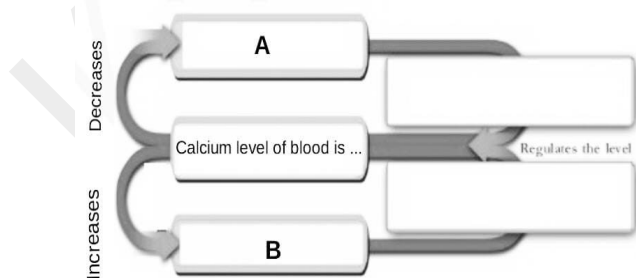 A
Decreases
Calcium level of blood is ...
Regulates the level
Increases
B